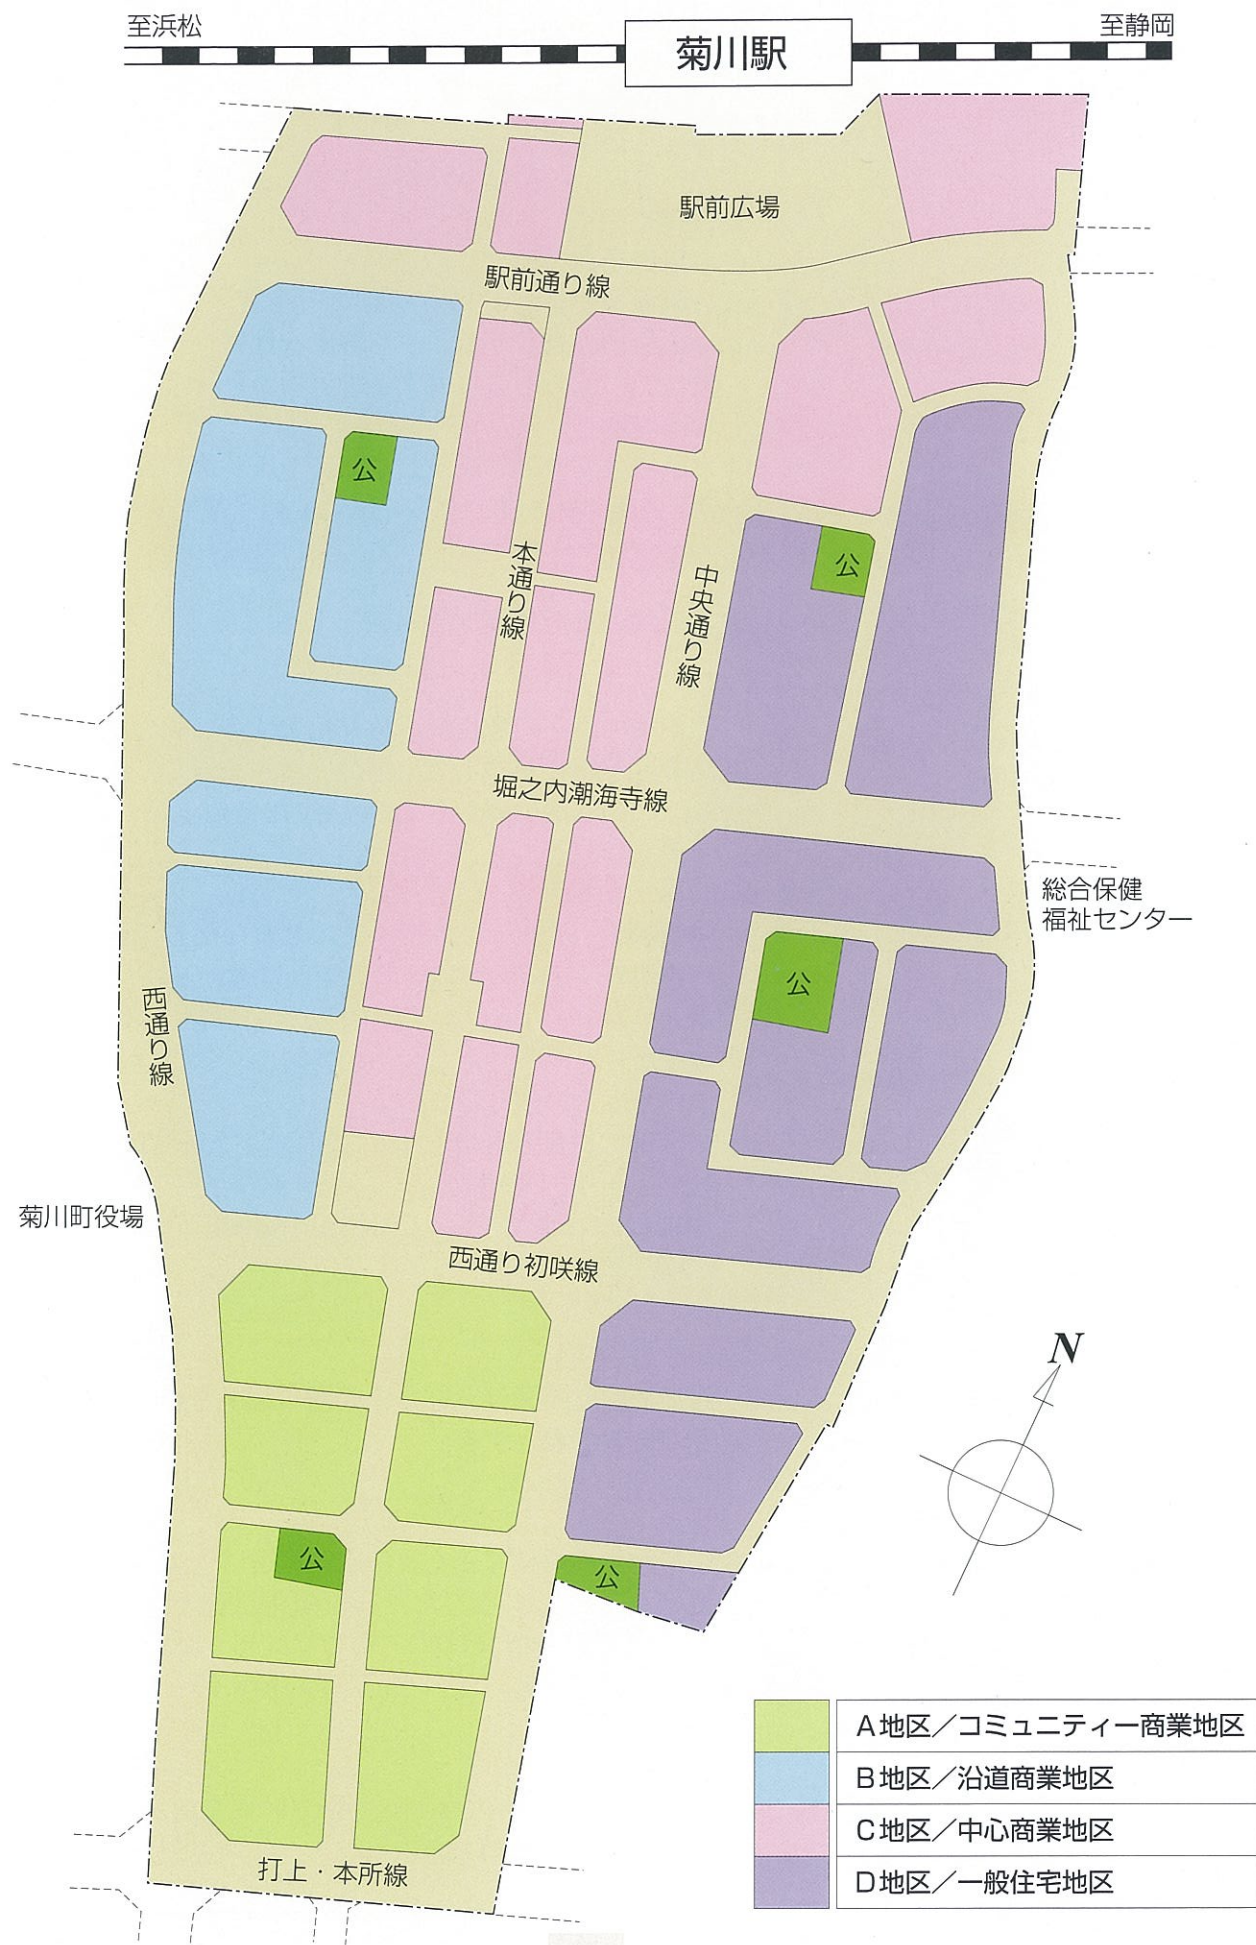 至浜松
菊川駅
至静岡
駅前広場
駅前通り線
公
公
本通り線
中央通り線
堀之内潮海寺線
総合保健
福祉センター
公
西通り線
菊川町役場
西通り初咲線
N
公
公
A地区／コミュニティー商業地区
B地区／沿道商業地区
C地区／中心商業地区
D地区／一般住宅地区
打上・本所線